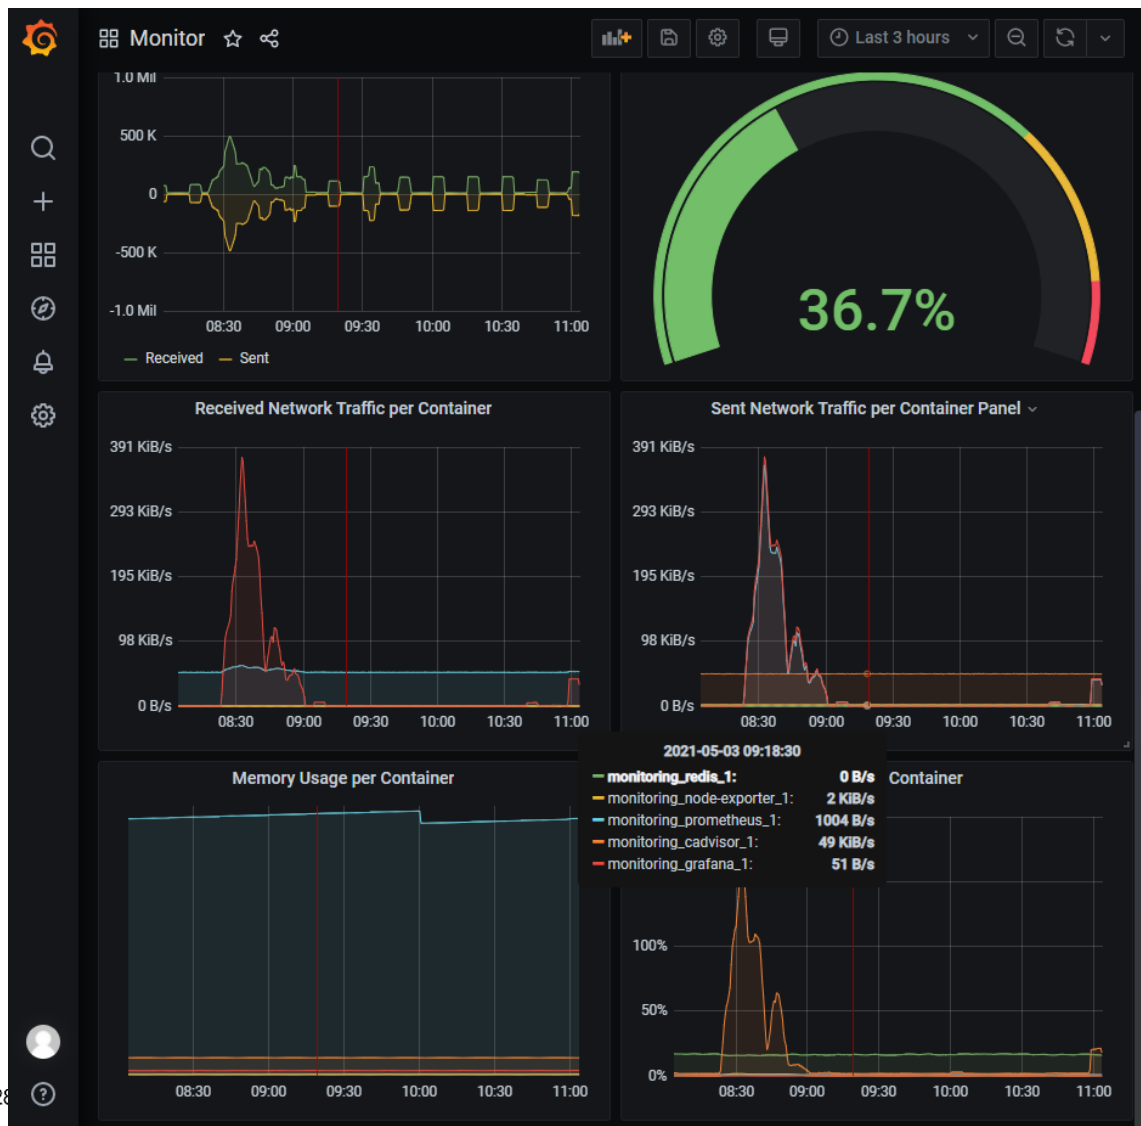 Monitor
Last 3 hours
1.0 Mil
500 K
0
-500 K
-1.0 Mil
08:30 09:00 09:30 10:00 10:30 11:00
Received Sent
36.7%
Received Network Traffic per Container
391 KiB/s
293 KiB/s
195 KiB/s
98 KiB/s
0 B/s
08:30 09:00 09:30 10:00 10:30 11:00
Sent Network Traffic per Container Panel
391 KiB/s
293 KiB/s
195 KiB/s
98 KiB/s
0 B/s
08:30 09:00 09:30 10:00 10:30 11:00
2021-05-03 09:18:30
monitoring_redis_1: 0 B/s
monitoring_node-exporter_1: 2 KiB/s
monitoring_prometheus_1: 1004 B/s
monitoring_cadvisor_1: 49 KiB/s
monitoring_grafana_1: 51 B/s
Memory Usage per Container
08:30 09:00 09:30 10:00 10:30 11:00
Container
100%
50%
0%
08:30 09:00 09:30 10:00 10:30 11:00